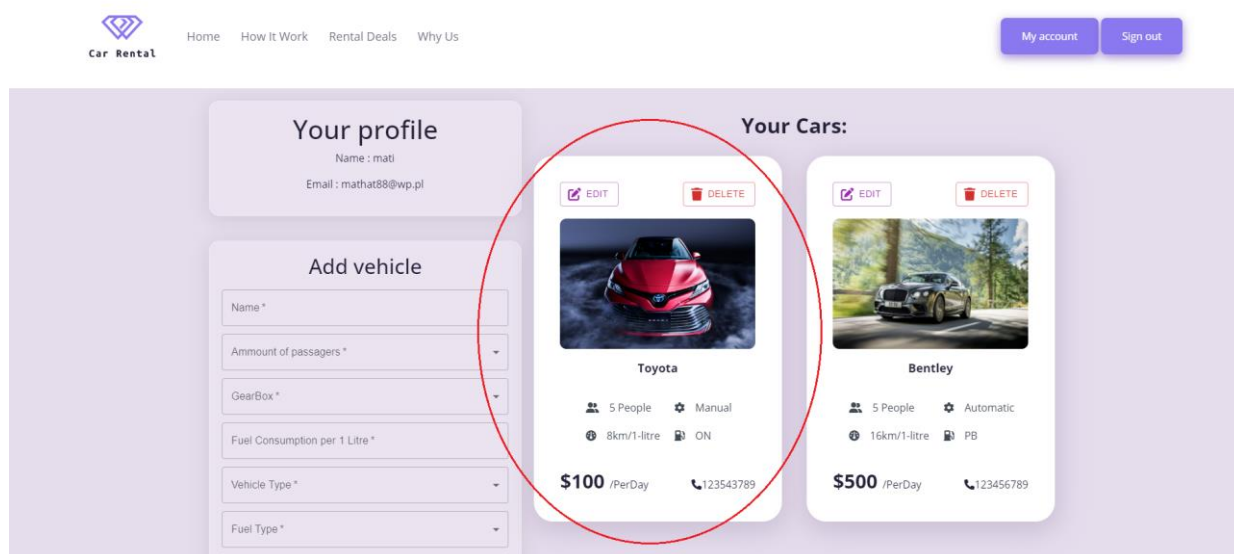 Car Rental
Home How It Work Rental Deals Why Us
My account
Sign out
Your profile
Name : mati
Email : mathat88@wp.pl
Add vehicle
Name *
Ammount of passagers *
GearBox *
Fuel Consumption per 1 Litre *
Vehicle Type *
Fuel Type *
Your Cars:
EDIT DELETE
Toyota
5 People Manual
8km/1-litre ON
$100 /PerDay 123543789
EDIT DELETE
Bentley
5 People Automatic
16km/1-litre PB
$500 /PerDay 123456789